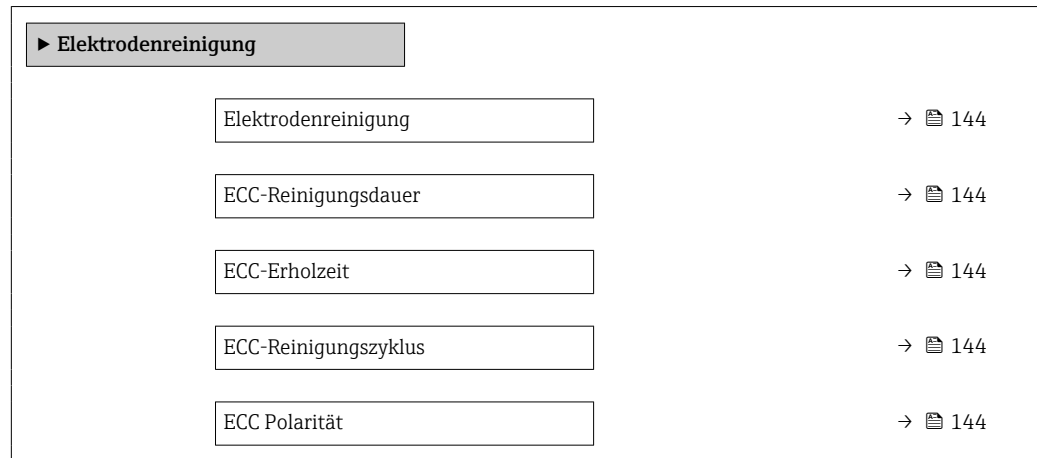 ▶ Elektrodenreinigung
Elektrodenreinigung → 144
ECC-Reinigungsdauer → 144
ECC-Erholzeit → 144
ECC-Reinigungszyklus → 144
ECC Polarität → 144